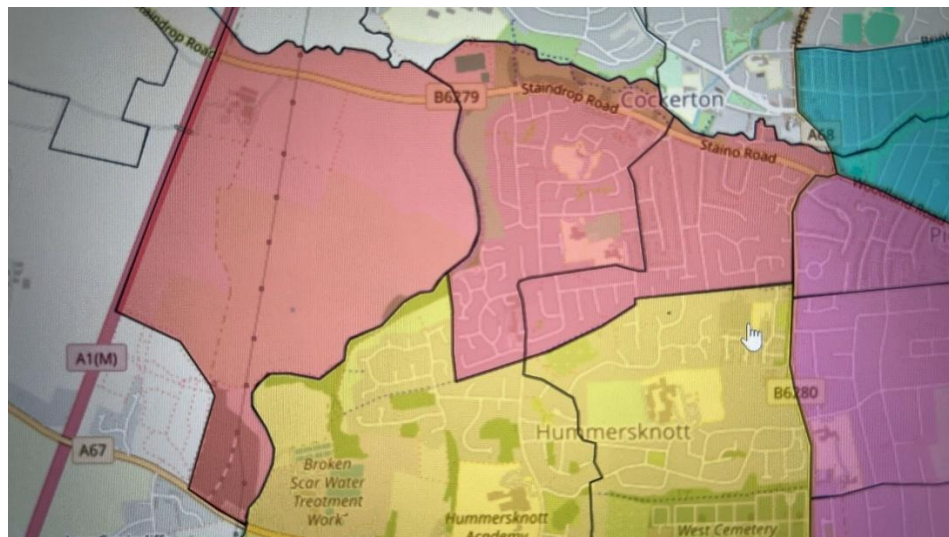 Staindrop Road
B6279
Staindrop Road
Cockerton
A68
Staino Road
A1(M)
A67
B6280
Hummersknott
Broken
Scar Water
Treatment
Work
Hummersknott
Academy
West Cemetery